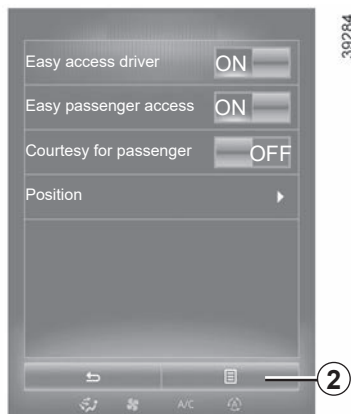 39284
Easy access driver ON
Easy passenger access ON
Courtesy for passenger OFF
Position
2
A/C